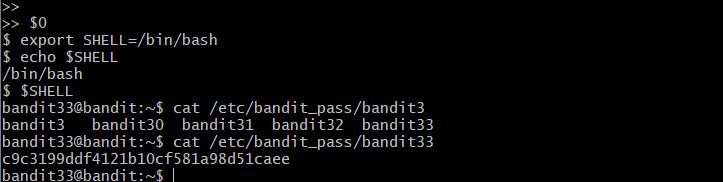 >>
>> $0
$ export SHELL=/bin/bash
$ echo $SHELL
/bin/bash
$ $SHELL
bandit33@bandit:~$ cat /etc/bandit_pass/bandit3
bandit3   bandit30  bandit31  bandit32  bandit33
bandit33@bandit:~$ cat /etc/bandit_pass/bandit33
c9c3199ddf4121b10cf581a98d51caee
bandit33@bandit:~$